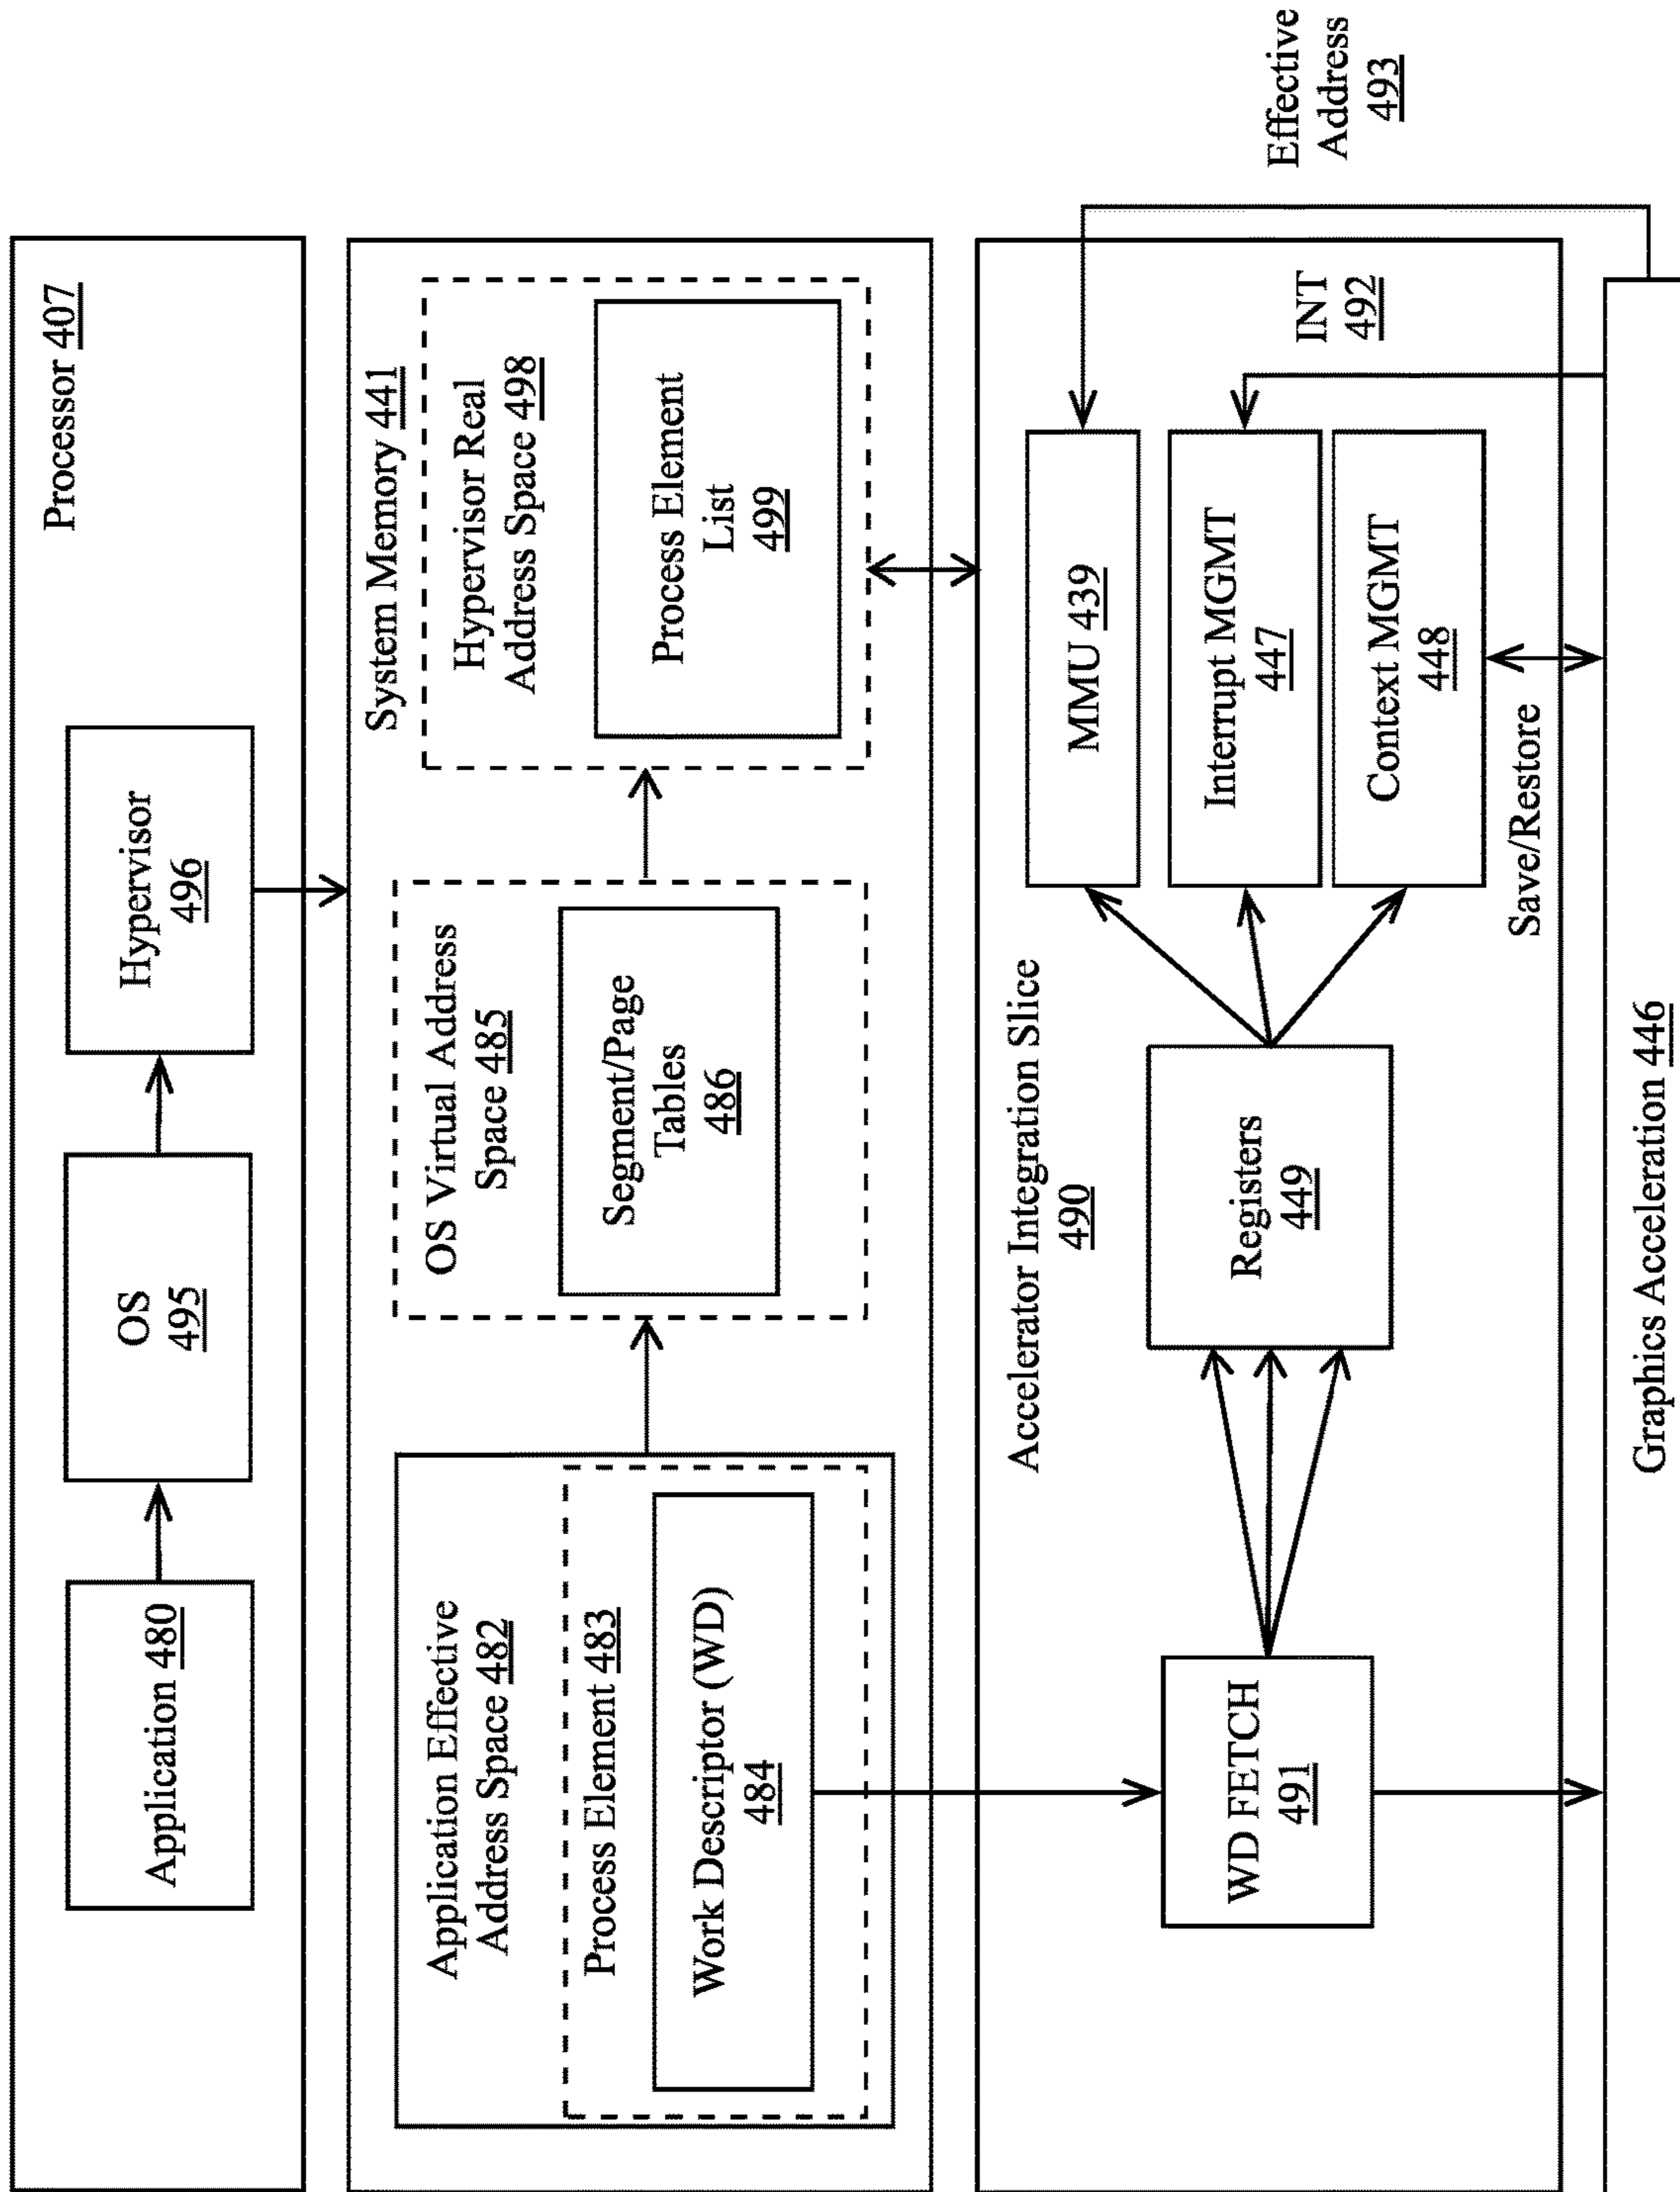 Processor 407
Application 480
OS
495
Hypervisor
496
System Memory 441
Application Effective
Address Space 482
Process Element 483
Work Descriptor (WD)
484
OS Virtual Address
Space 485
Segment/Page
Tables
486
Hypervisor Real
Address Space 498
Process Element
List
499
Accelerator Integration Slice
490
WD FETCH
491
Registers
449
MMU 439
Interrupt MGMT
447
Context MGMT
448
INT
492
Effective
Address
493
Save/Restore
Graphics Acceleration 446